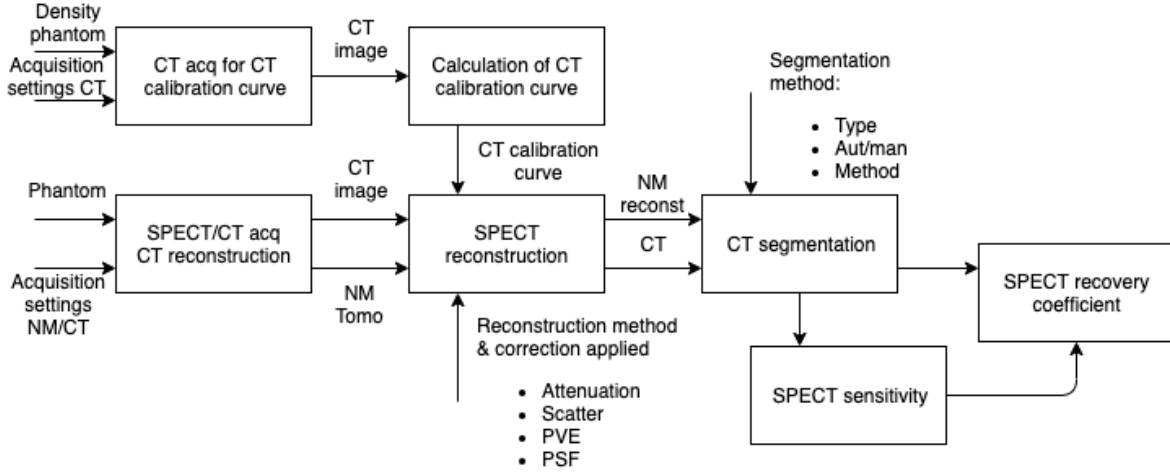 Density
phantom
Acquisition
settings CT
CT acq for CT
calibration curve
CT
image
Calculation of CT
calibration curve
CT calibration
curve
Segmentation
method:
• Type
• Aut/man
• Method
Phantom
Acquisition
settings
NM/CT
SPECT/CT acq
CT reconstruction
CT
image
NM
Tomo
SPECT
reconstruction
Reconstruction method
& correction applied
• Attenuation
• Scatter
• PVE
• PSF
NM
reconst
CT
CT segmentation
SPECT sensitivity
SPECT recovery
coefficient